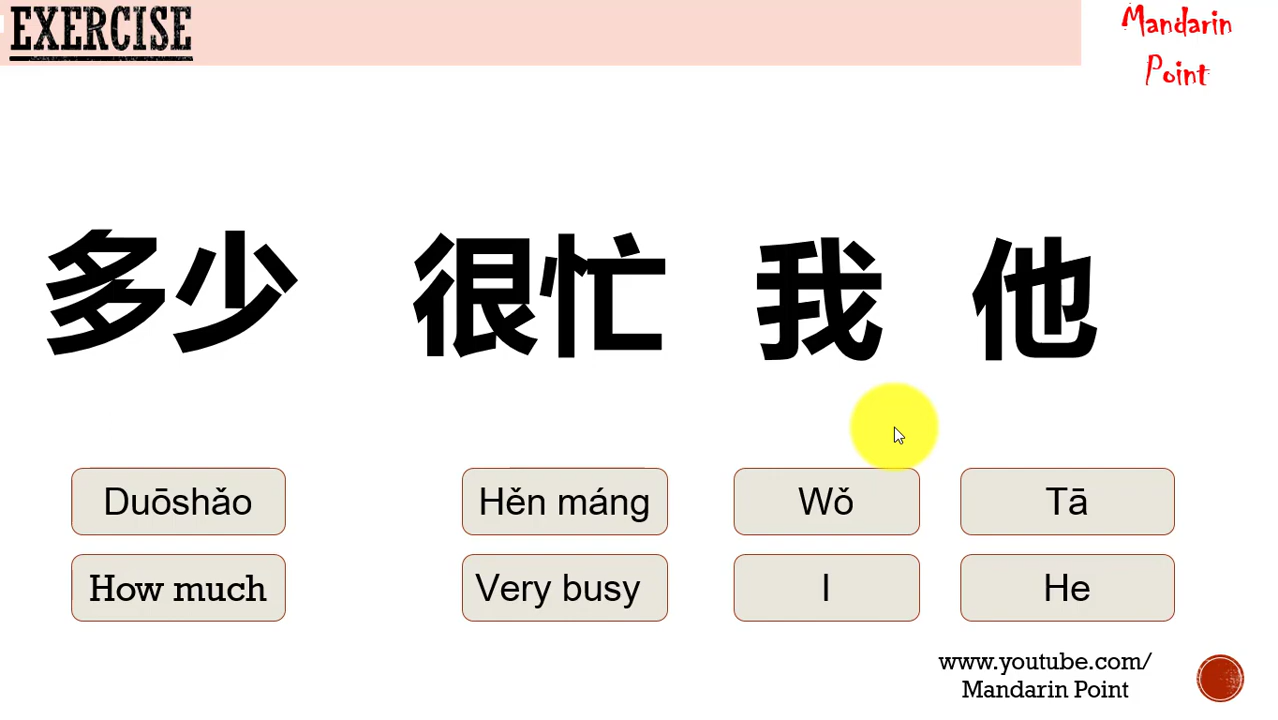 EXERCISE
Mandarin
Point
多少 很忙 我 他
Duōshǎo Hěn máng Wǒ Tā
How much Very busy I He
www.youtube.com/
Mandarin Point